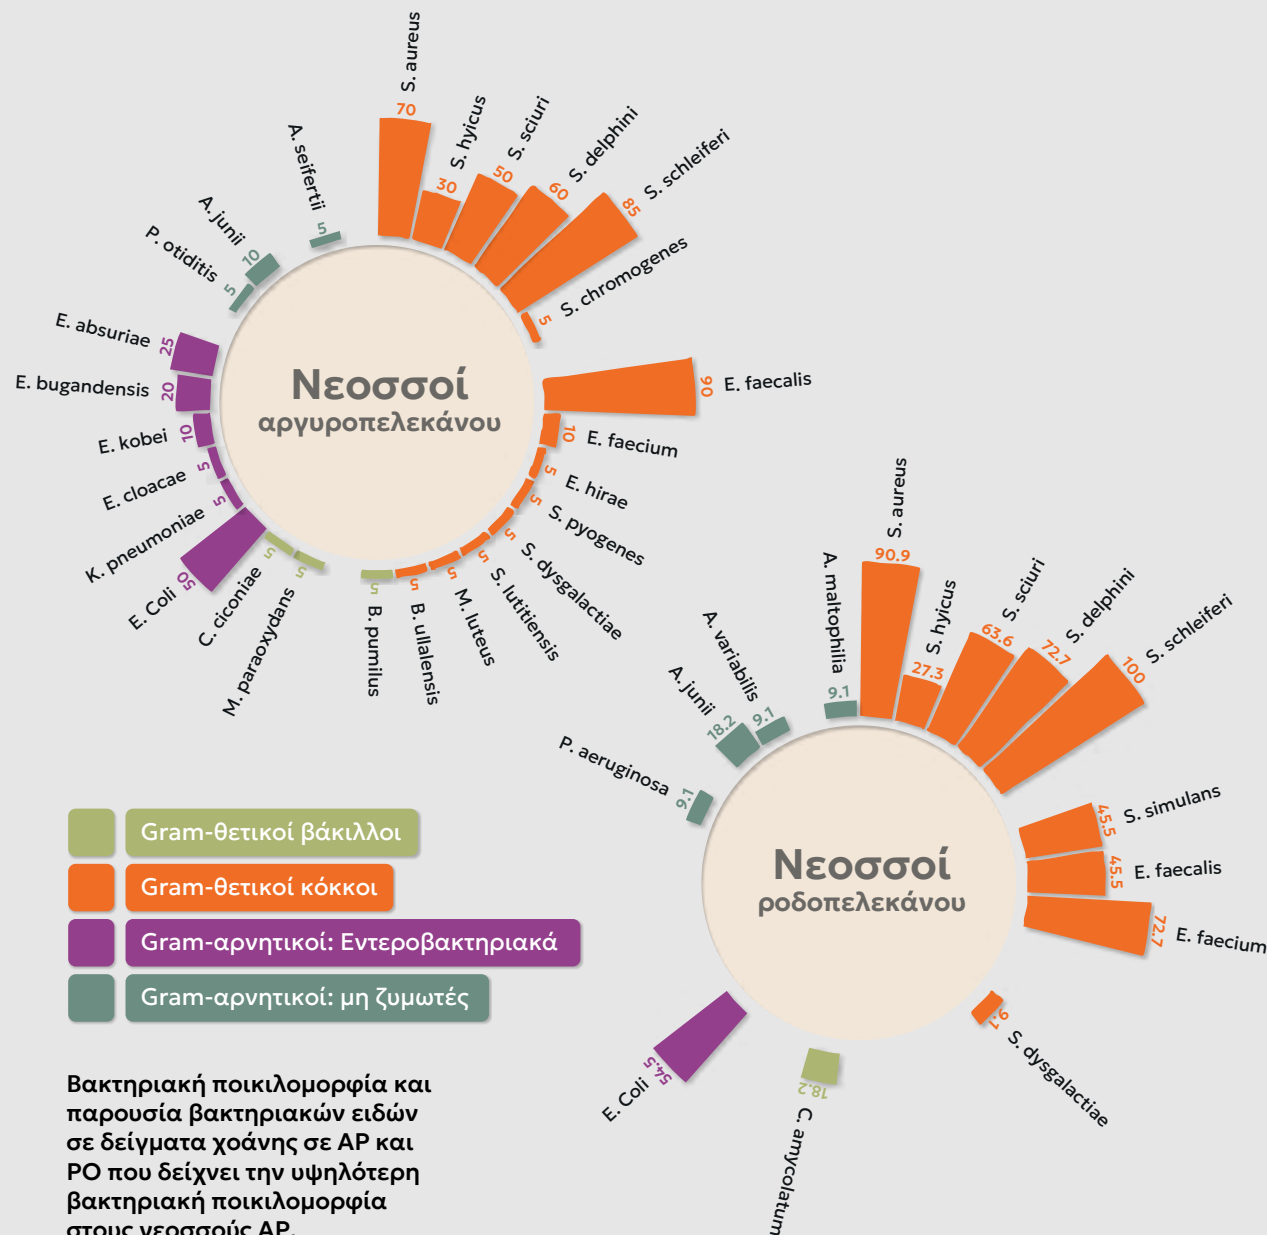 S. aureus
70
S. hyicus
30
S. sciuri
50
S. delphini
60
S. schleiferi
85
S. chromogenes
5
E. faecalis
90
E. faecium
10
E. hirae
5
S. pyogenes
5
S. dysgalactiae
5
S. lutitiensis
5
M. luteus
5
B. ullalensis
5
B. pumilus
5
M. paraoxydans
5
C. ciconiae
5
E. Coli
50
K. pneumoniae
5
E. cloacae
5
E. kobei
10
E. bugandensis
20
E. absuriae
25
P. otiditis
5
A. junii
10
A. seifertii
5
Νεοσσοί
αργυροπελεκάνου
S. aureus
90.9
S. hyicus
27.3
S. sciuri
63.6
S. delphini
72.7
S. schleiferi
100
S. simulans
45.5
E. faecalis
45.5
E. faecium
72.7
S. dysgalactiae
9.1
C. amycolatum
18.2
E. Coli
54.5
P. aeruginosa
9.1
A. junii
18.2
A. variabilis
9.1
A. maltophilia
9.1
Νεοσσοί
ροδοπελεκάνου
Gram-θετικοί βάκιλλοι
Gram-θετικοί κόκκοι
Gram-αρνητικοί: Εντεροβακτηριακά
Gram-αρνητικοί: μη ζυμωτές
Βακτηριακή ποικιλομορφία και
παρουσία βακτηριακών ειδών
σε δείγματα χοάνης σε ΑΡ και
ΡΟ που δείχνει την υψηλότερη
βακτηριακή ποικιλομορφία
στους νεοσσούς ΑΡ.